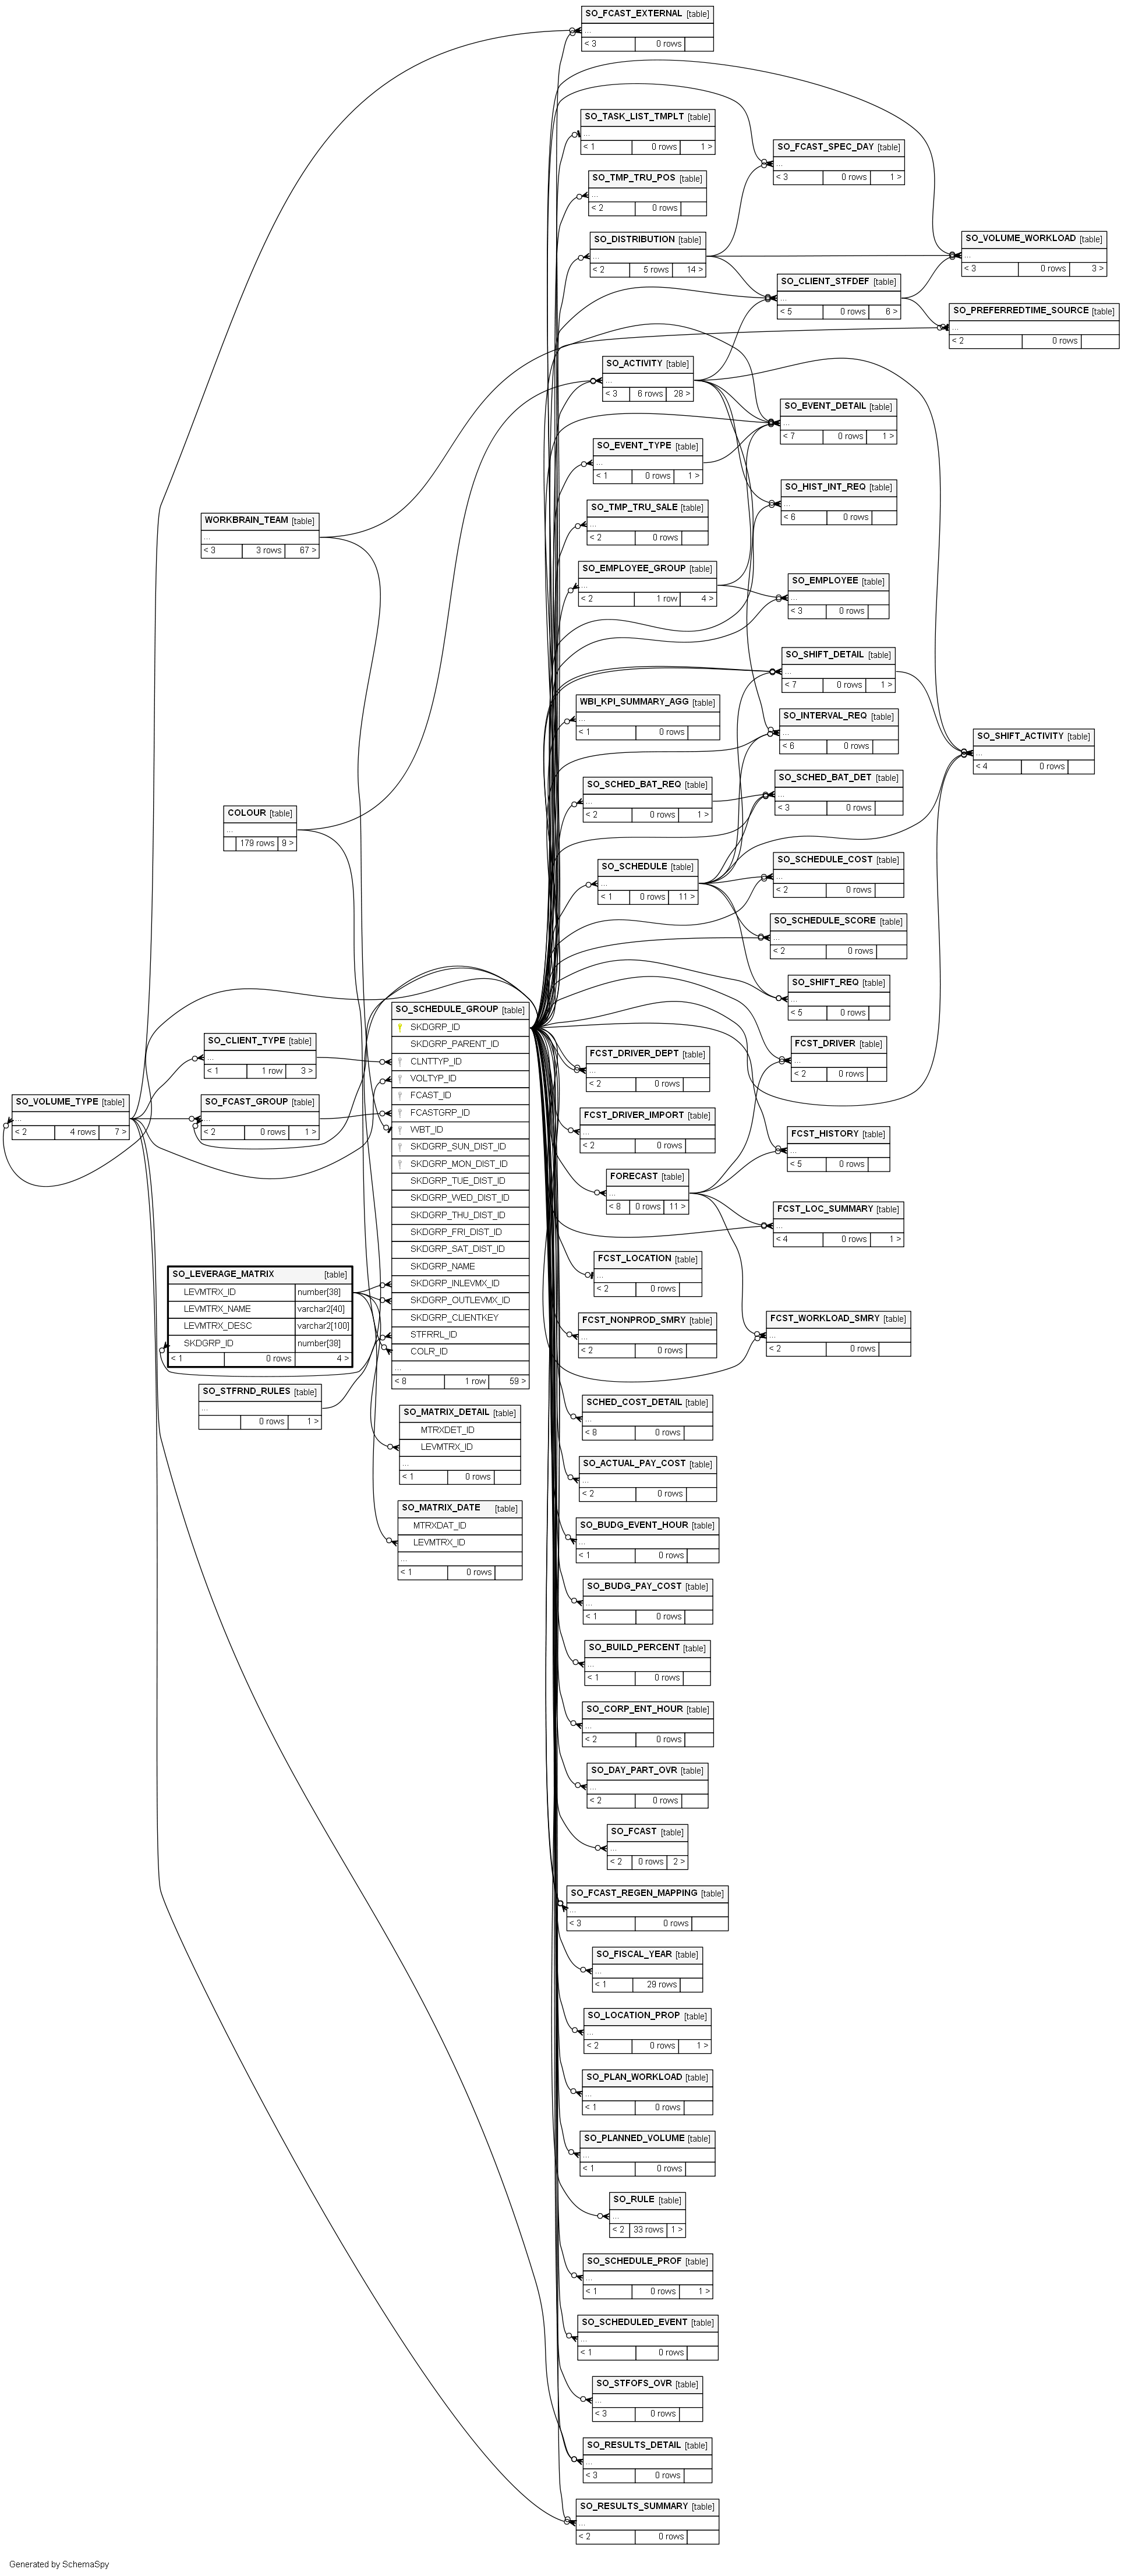 SO_FCAST_EXTERNAL [table]
...
< 3 0 rows
SO_TASK_LIST_TMPLT [table]
...
< 1 0 rows 1 >
SO_FCAST_SPEC_DAY [table]
...
< 3 0 rows 1 >
SO_TMP_TRU_POS [table]
...
< 2 0 rows
SO_DISTRIBUTION [table]
...
< 2 5 rows 14 >
SO_VOLUME_WORKLOAD [table]
...
< 3 0 rows 3 >
SO_CLIENT_STFDEF [table]
...
< 5 0 rows 6 >
SO_PREFERREDTIME_SOURCE [table]
...
< 2 0 rows
SO_ACTIVITY [table]
...
< 3 6 rows 28 >
SO_EVENT_DETAIL [table]
...
< 7 0 rows 1 >
SO_EVENT_TYPE [table]
...
< 1 0 rows 1 >
SO_HIST_INT_REQ [table]
...
< 6 0 rows
SO_TMP_TRU_SALE [table]
...
< 2 0 rows
WORKBRAIN_TEAM [table]
...
< 3 3 rows 67 >
SO_EMPLOYEE_GROUP [table]
...
< 2 1 row 4 >
SO_EMPLOYEE [table]
...
< 3 0 rows
SO_SHIFT_DETAIL [table]
...
< 7 0 rows 1 >
WBI_KPI_SUMMARY_AGG [table]
...
< 1 0 rows
SO_INTERVAL_REQ [table]
...
< 6 0 rows
SO_SHIFT_ACTIVITY [table]
...
< 4 0 rows
SO_SCHED_BAT_REQ [table]
...
< 2 0 rows 1 >
SO_SCHED_BAT_DET [table]
...
< 3 0 rows
COLOUR [table]
...
179 rows 9 >
SO_SCHEDULE [table]
...
< 1 0 rows 11 >
SO_SCHEDULE_COST [table]
...
< 2 0 rows
SO_SCHEDULE_SCORE [table]
...
< 2 0 rows
SO_SHIFT_REQ [table]
...
< 5 0 rows
SO_SCHEDULE_GROUP [table]
SKDGRP_ID
SKDGRP_PARENT_ID
CLNTTYP_ID
VOLTYP_ID
FCAST_ID
FCASTGRP_ID
WBT_ID
SKDGRP_SUN_DIST_ID
SKDGRP_MON_DIST_ID
SKDGRP_TUE_DIST_ID
SKDGRP_WED_DIST_ID
SKDGRP_THU_DIST_ID
SKDGRP_FRI_DIST_ID
SKDGRP_SAT_DIST_ID
SKDGRP_NAME
SKDGRP_INLEVMX_ID
SKDGRP_OUTLEVMX_ID
SKDGRP_CLIENTKEY
STFRRL_ID
COLR_ID
...
< 8 1 row 59 >
SO_CLIENT_TYPE [table]
...
< 1 1 row 3 >
SO_VOLUME_TYPE [table]
...
< 2 4 rows 7 >
SO_FCAST_GROUP [table]
...
< 2 0 rows 1 >
FCST_DRIVER_DEPT [table]
...
< 2 0 rows
FCST_DRIVER [table]
...
< 2 0 rows
FCST_DRIVER_IMPORT [table]
...
< 2 0 rows
FCST_HISTORY [table]
...
< 5 0 rows
FORECAST [table]
...
< 8 0 rows 11 >
FCST_LOC_SUMMARY [table]
...
< 4 0 rows 1 >
FCST_LOCATION [table]
...
< 2 0 rows
SO_LEVERAGE_MATRIX [table]
LEVMTRX_ID number[38]
LEVMTRX_NAME varchar2[40]
LEVMTRX_DESC varchar2[100]
SKDGRP_ID number[38]
< 1 0 rows 4 >
FCST_NONPROD_SMRY [table]
...
< 2 0 rows
FCST_WORKLOAD_SMRY [table]
...
< 2 0 rows
SO_STFRND_RULES [table]
...
0 rows 1 >
SO_MATRIX_DETAIL [table]
MTRXDET_ID
LEVMTRX_ID
...
< 1 0 rows
SCHED_COST_DETAIL [table]
...
< 8 0 rows
SO_ACTUAL_PAY_COST [table]
...
< 2 0 rows
SO_MATRIX_DATE [table]
MTRXDAT_ID
LEVMTRX_ID
...
< 1 0 rows
SO_BUDG_EVENT_HOUR [table]
...
< 1 0 rows
SO_BUDG_PAY_COST [table]
...
< 1 0 rows
SO_BUILD_PERCENT [table]
...
< 1 0 rows
SO_CORP_ENT_HOUR [table]
...
< 2 0 rows
SO_DAY_PART_OVR [table]
...
< 2 0 rows
SO_FCAST [table]
...
< 2 0 rows 2 >
SO_FCAST_REGEN_MAPPING [table]
...
< 3 0 rows
SO_FISCAL_YEAR [table]
...
< 1 29 rows
SO_LOCATION_PROP [table]
...
< 2 0 rows 1 >
SO_PLAN_WORKLOAD [table]
...
< 1 0 rows
SO_PLANNED_VOLUME [table]
...
< 1 0 rows
SO_RULE [table]
...
< 2 33 rows 1 >
SO_SCHEDULE_PROF [table]
...
< 1 0 rows 1 >
SO_SCHEDULED_EVENT [table]
...
< 1 0 rows
SO_STFOFS_OVR [table]
...
< 3 0 rows
SO_RESULTS_DETAIL [table]
...
< 3 0 rows
SO_RESULTS_SUMMARY [table]
...
< 2 0 rows
Generated by SchemaSpy